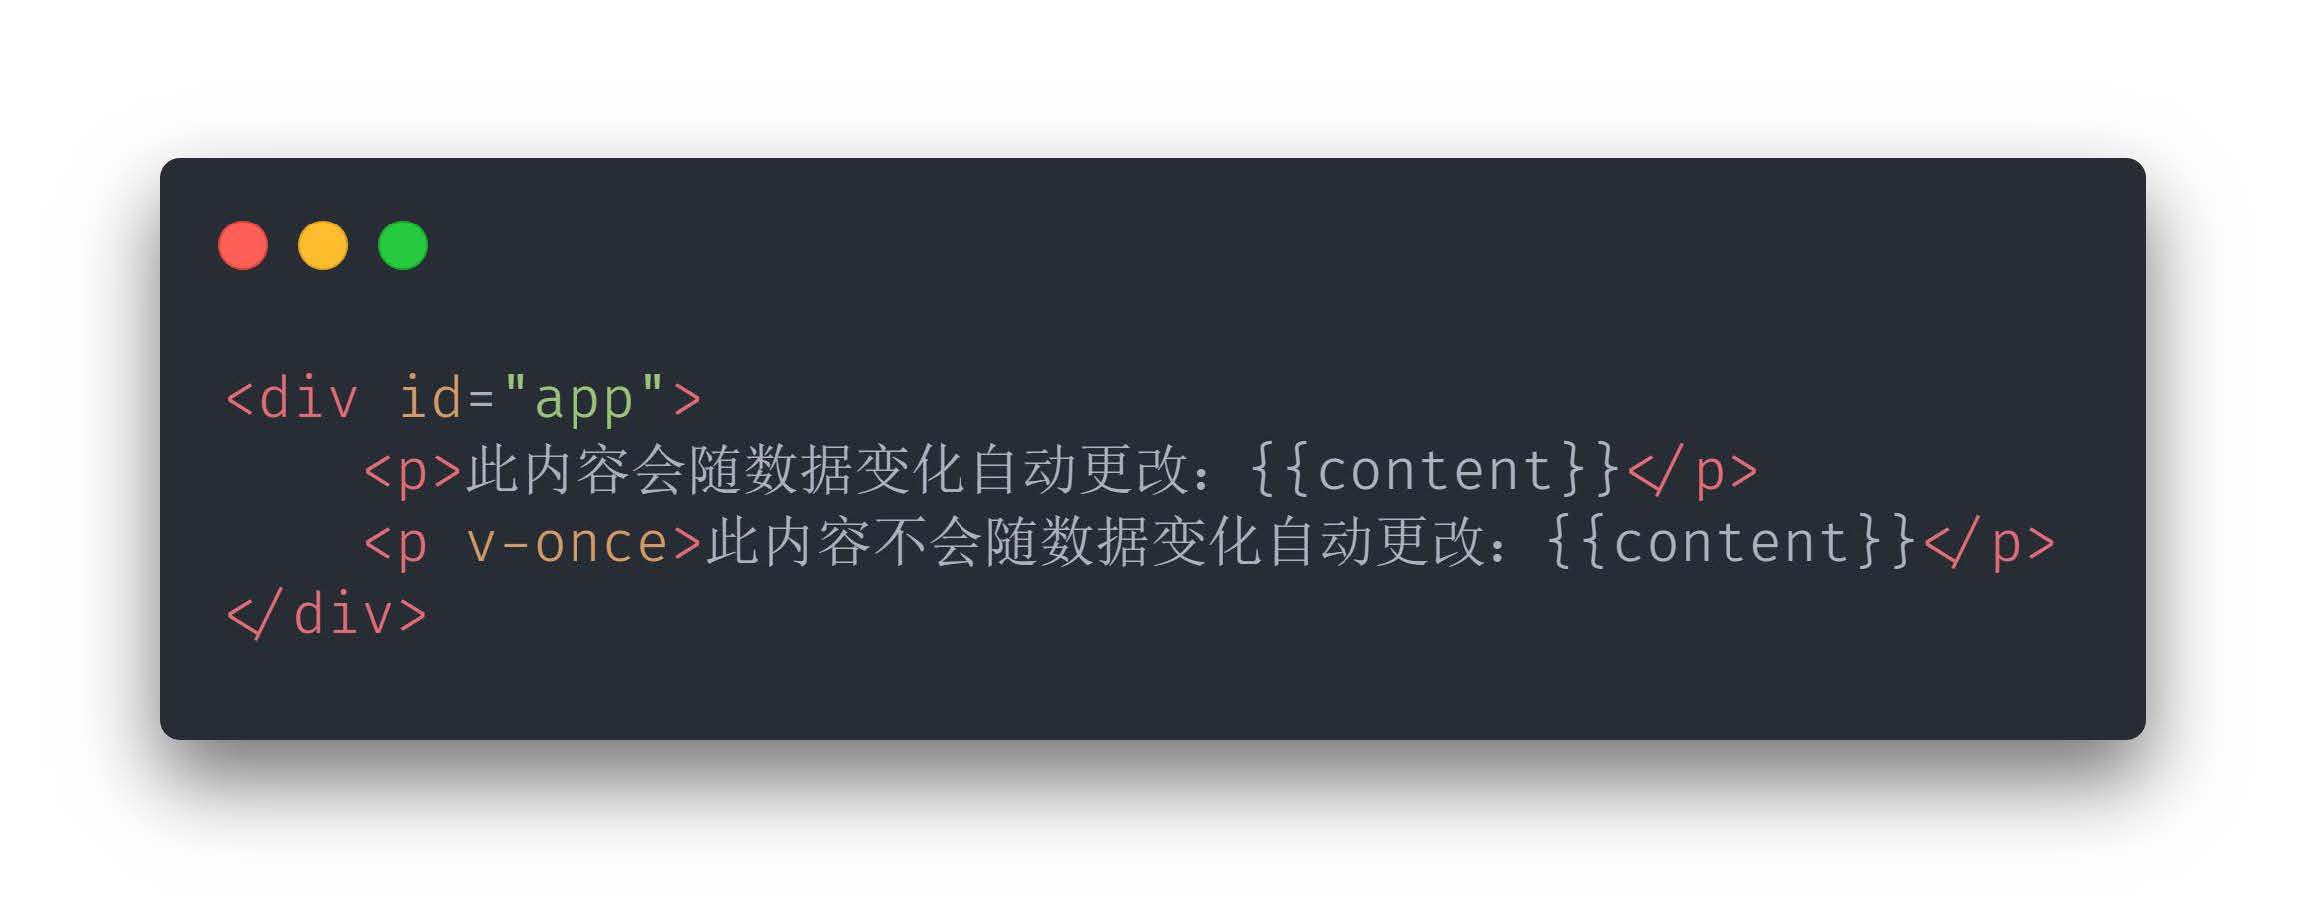 <div id="app">
    <p>此内容会随数据变化自动更改：{{content}}</p>
    <p v-once>此内容不会随数据变化自动更改：{{content}}</p>
</div>